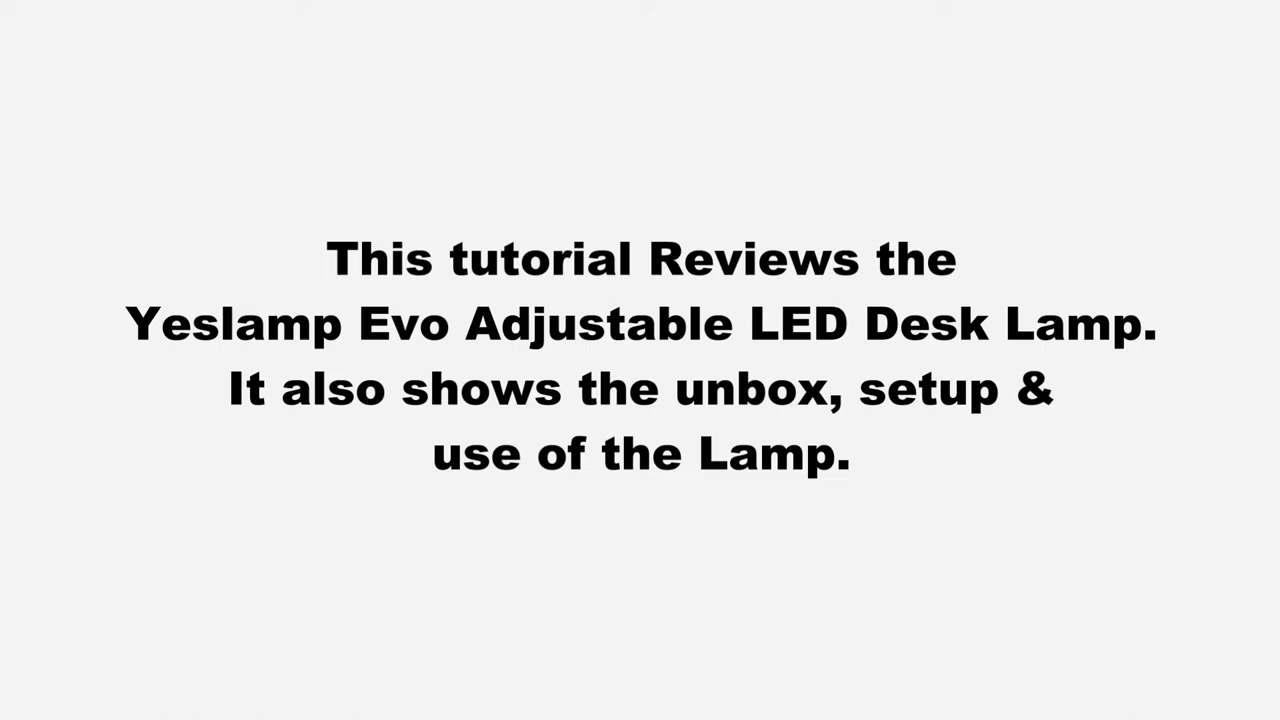 This tutorial Reviews the
Yeslamp Evo Adjustable LED Desk Lamp.
It also shows the unbox, setup &
use of the Lamp.